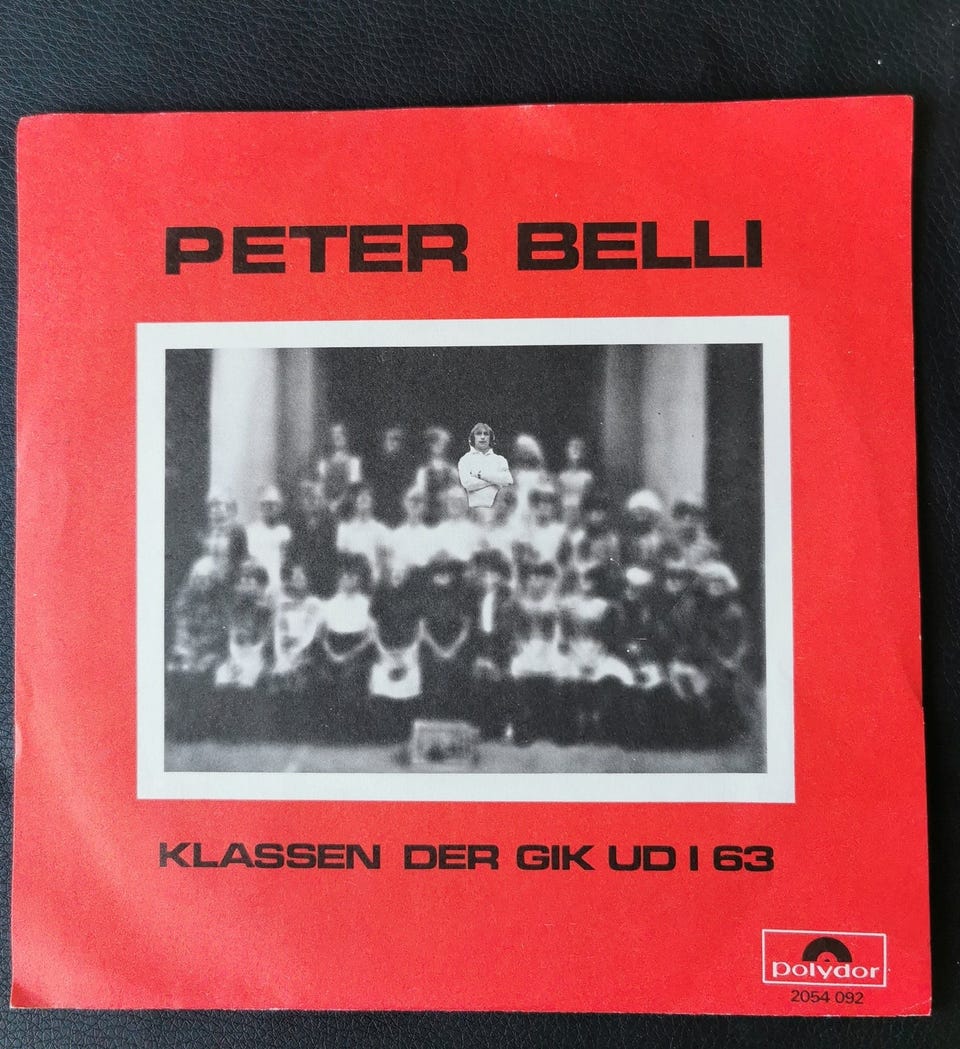 PETER BELLI
KLASSEN DER GIK UD I 63
polydor
2054 092